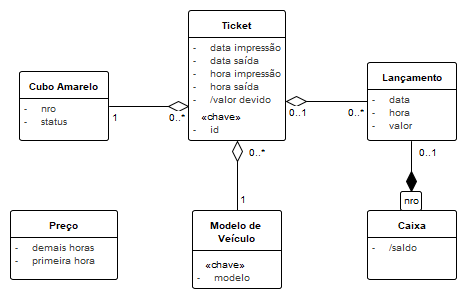 Ticket
- data impressão
- data saída
- hora impressão
- hora saída
- /valor devido
«chave»
- id
Cubo Amarelo
- nro
- status
1
0..*
Lançamento
- data
- hora
- valor
0..1
0..*
0..*
0..1
1
nro
Preço
- demais horas
- primeira hora
Modelo de
Veículo
«chave»
- modelo
Caixa
- /saldo